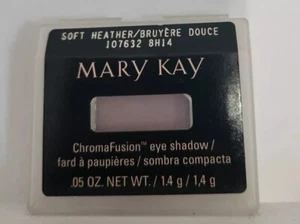 SOFT HEATHER/BRUYÈRE DOUCE
107632 8H14
MARY KAY
ChromaFusion™ eye shadow /
fard à paupières / sombra compacta
.05 OZ. NET WT. / 1.4 g / 1,4 g